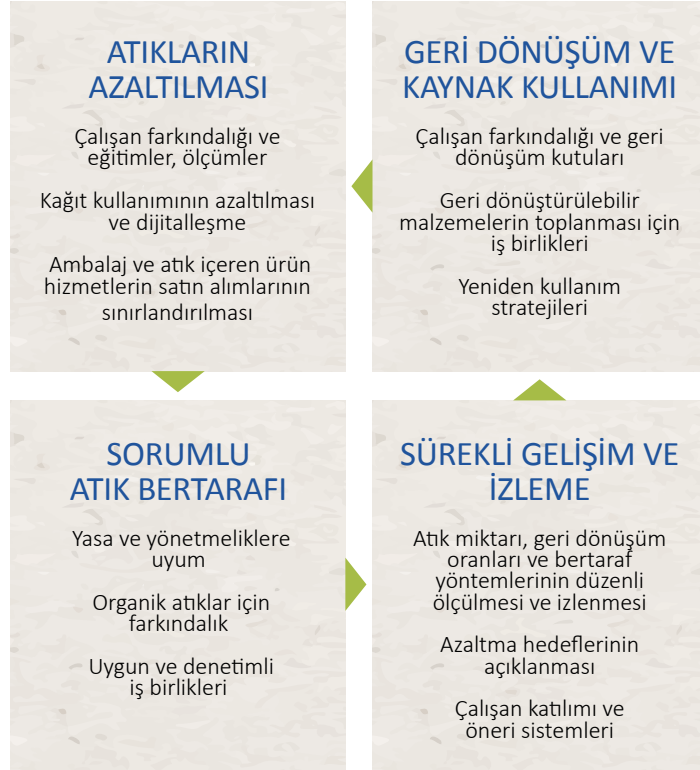 ATIKLARIN
AZALTILMASI
Çalışan farkındalığı ve
eğitimler, ölçümler
Kağıt kullanımının azaltılması
ve dijitalleşme
Ambalaj ve atık içeren ürün
hizmetlerin satın alımlarının
sınırlandırılması
GERİ DÖNÜŞÜM VE
KAYNAK KULLANIMI
Çalışan farkındalığı ve geri
dönüşüm kutuları
Geri dönüştürülebilir
malzemelerin toplanması için
iş birlikleri
Yeniden kullanım
stratejileri
SORUMLU
ATIK BERTARAFI
Yasa ve yönetmeliklere
uyum
Organik atıklar için
farkındalık
Uygun ve denetimli
iş birlikleri
SÜREKLİ GELİŞİM VE
İZLEME
Atık miktarı, geri dönüşüm
oranları ve bertaraf
yöntemlerinin düzenli
ölçülmesi ve izlenmesi
Azaltma hedeflerinin
açıklanması
Çalışan katılımı ve
öneri sistemleri